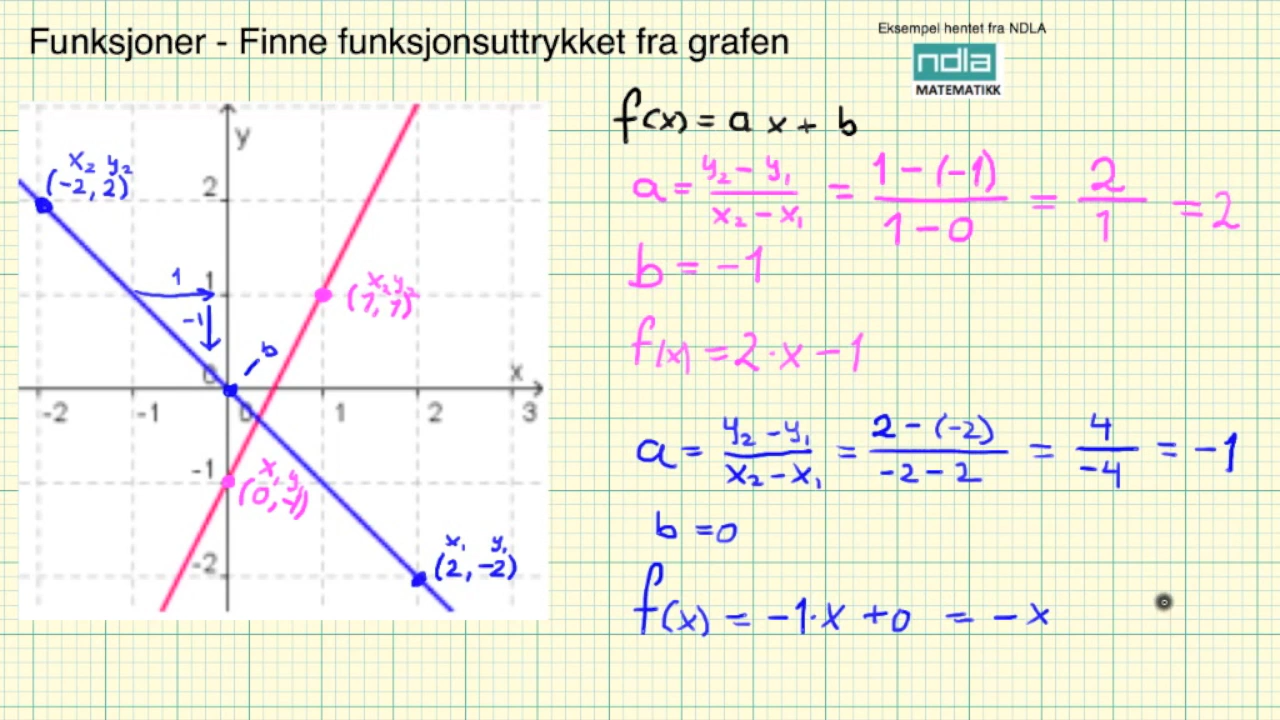 Funksjoner - Finne funksjonsuttrykket fra grafen
Eksempel hentet fra NDLA
ndla
MATEMATIKK
y
2
1
0
-1
-2
x
-2 -1 0 1 2 3
x₂ y₂
(-2, 2)
1
-1
b
x₂ y₂
(1, 1)
x₁ y₁
(0, -1)
x₁ y₁
(2, -2)
f(x) = a x + b
a = (y₂ - y₁)/(x₂ - x₁) = (1 - (-1))/(1 - 0) = 2/1 = 2
b = -1
f(x) = 2·x - 1
a = (y₂ - y₁)/(x₂ - x₁) = (2 - (-2))/(-2 - 2) = 4/-4 = -1
b = 0
f(x) = -1·x + 0 = -x